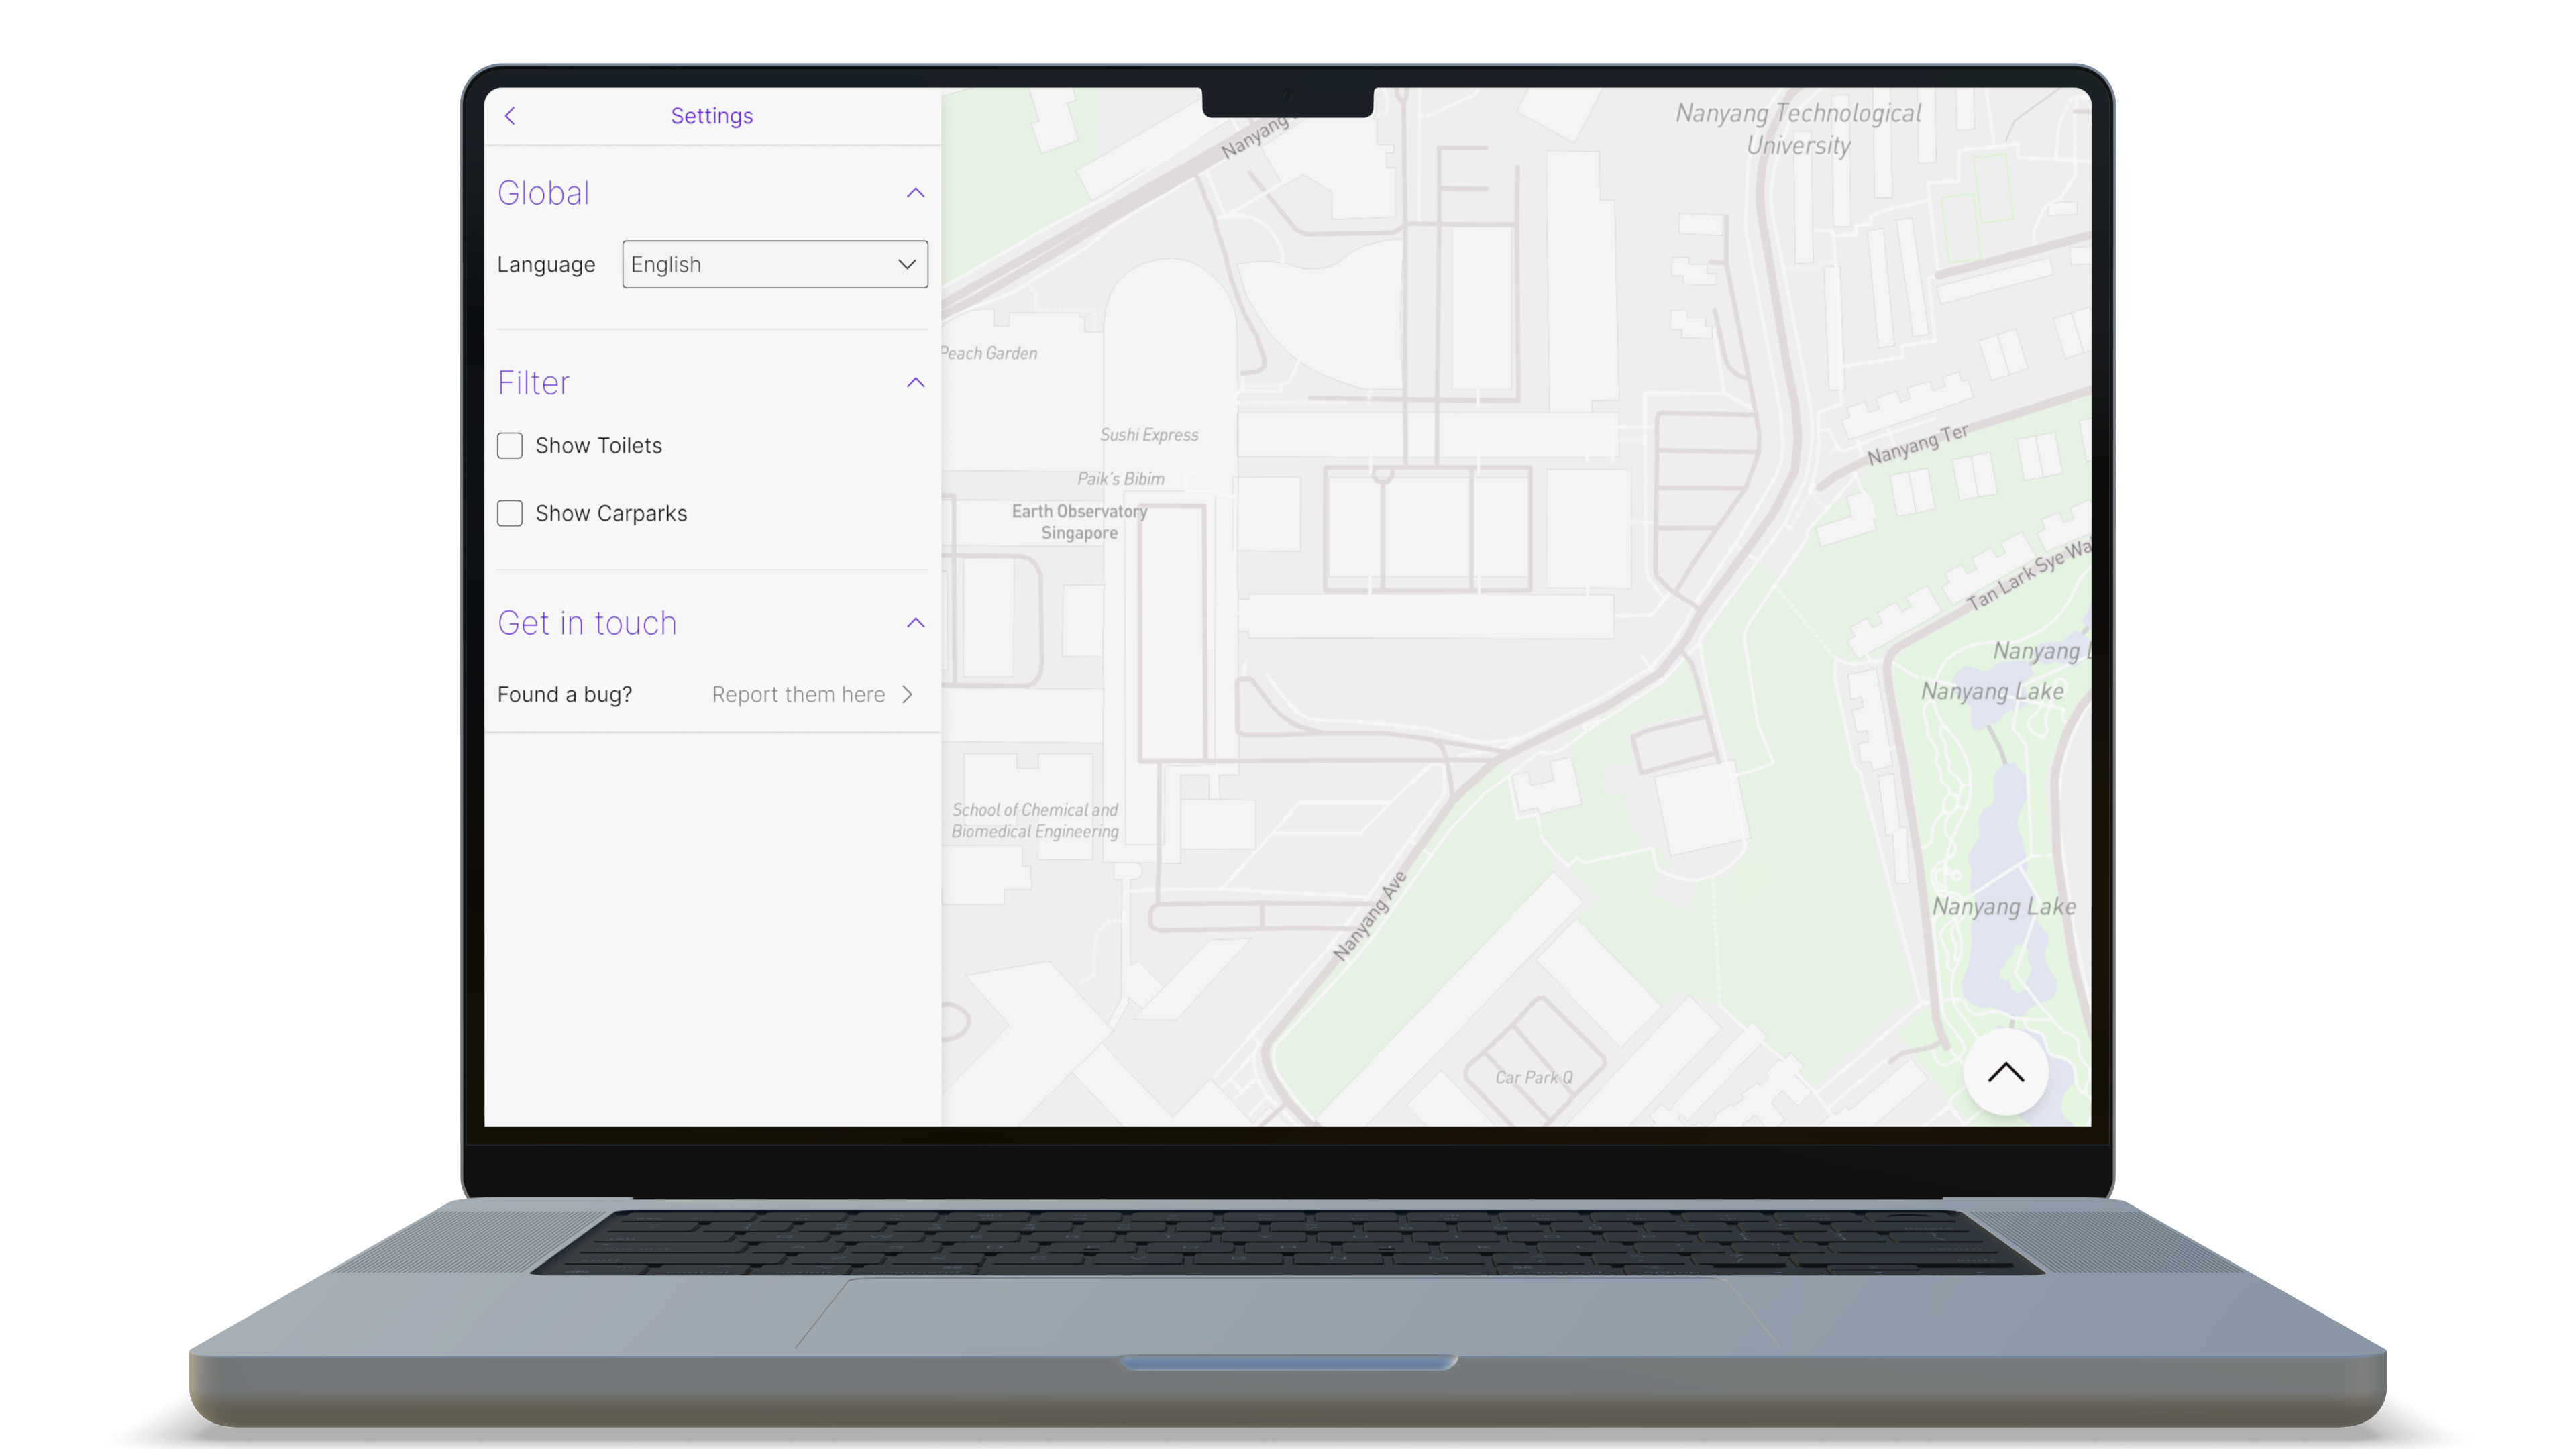 Settings
Global
Language
English
Filter
Show Toilets
Show Carparks
Get in touch
Found a bug?
Report them here
Nanyang
Nanyang Technological
University
Peach Garden
Sushi Express
Paik's Bibim
Earth Observatory
Singapore
Nanyang Ter
Tan Lark Sye Wa
Nanyang L
Nanyang Lake
School of Chemical and
Biomedical Engineering
Nanyang Ave
Nanyang Lake
Car Park Q